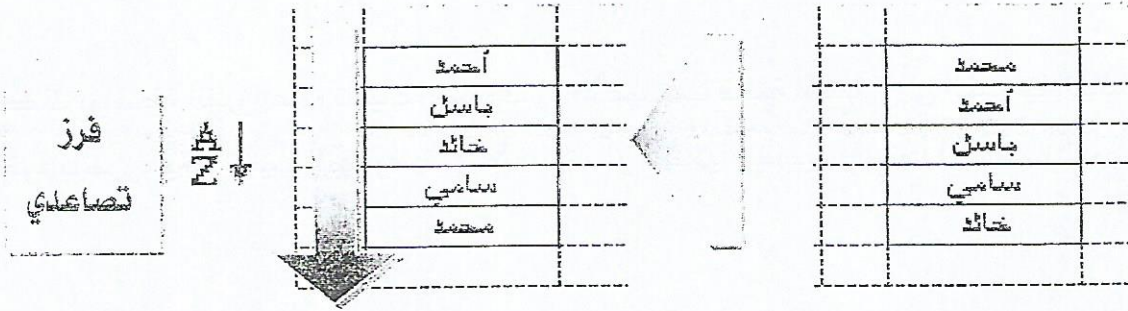 محمد
أحمد
باسل
سامي
خالد
أحمد
باسل
خالد
سامي
محمد
A
Z
فرز
تصاعدي